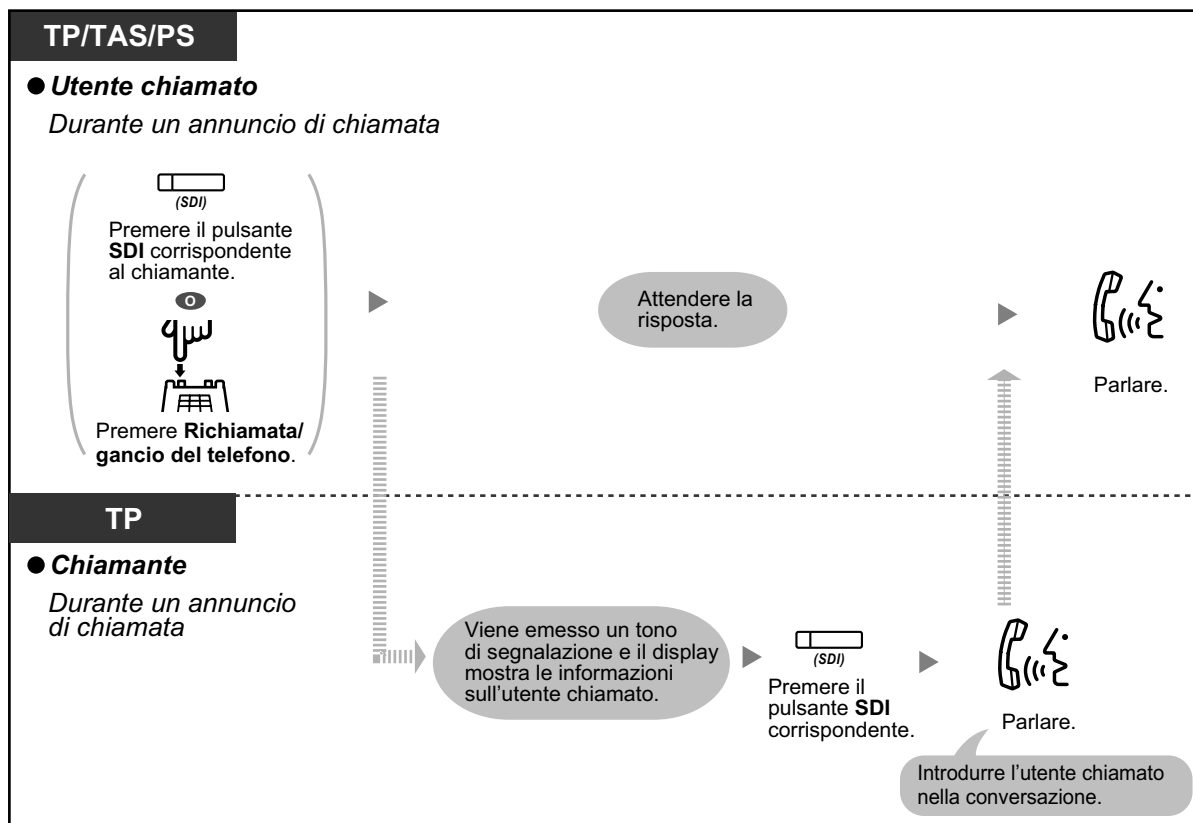 TP/TAS/PS
● Utente chiamato
Durante un annuncio di chiamata
(SDI)
Premere il pulsante
SDI corrispondente
al chiamante.
O
Premere Richiamata/
gancio del telefono.
Attendere la
risposta.
Parlare.
TP
● Chiamante
Durante un annuncio
di chiamata
Viene emesso un tono
di segnalazione e il display
mostra le informazioni
sull’utente chiamato.
(SDI)
Premere il
pulsante SDI
corrispondente.
Parlare.
Introdurre l’utente chiamato
nella conversazione.